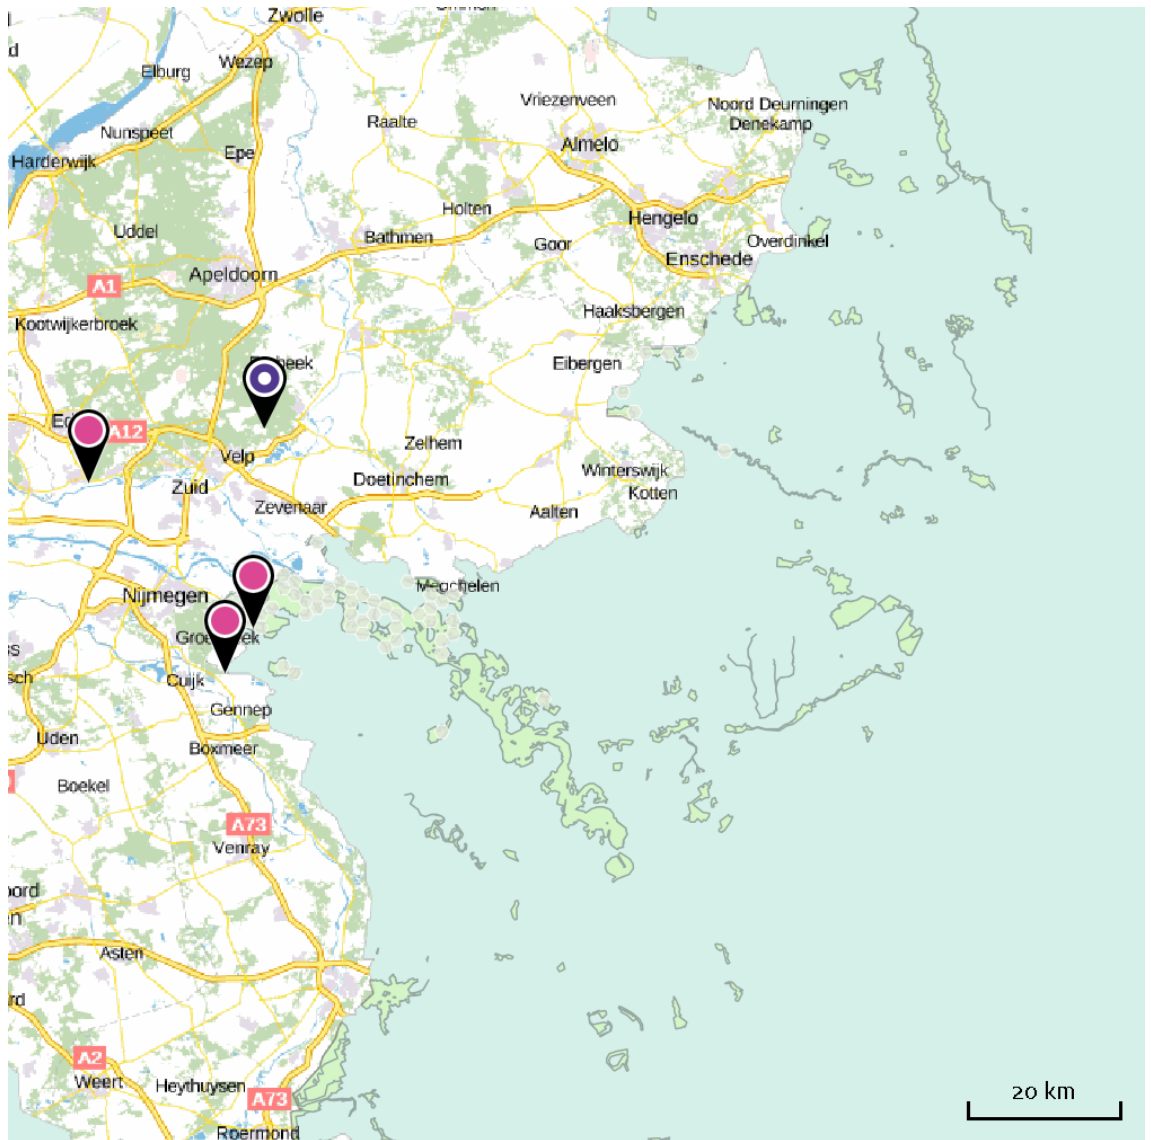 Zwolle
Wezep
Elburg
Vriezenveen
Noord Deurningen
Raalte
Denekamp
Nunspeet
Almelo
Epe
Harderwijk
Holten
Hengelo
Uddel
Bathmen
Goor
Overdinkel
Enschede
Apeldoorn
A1
Haaksbergen
Kootwijkerbroek
Eibergen
A12
Zelhem
Velp
Winterswijk
Doetinchem
Zuid
Kotten
Zevenaar
Aalten
Megchelen
Nijmegen
Cuijk
Gennep
Uden
Boxmeer
Boekel
A73
Venray
Asten
A2
Weert
Heythuysen
A73
20 km
Roermond